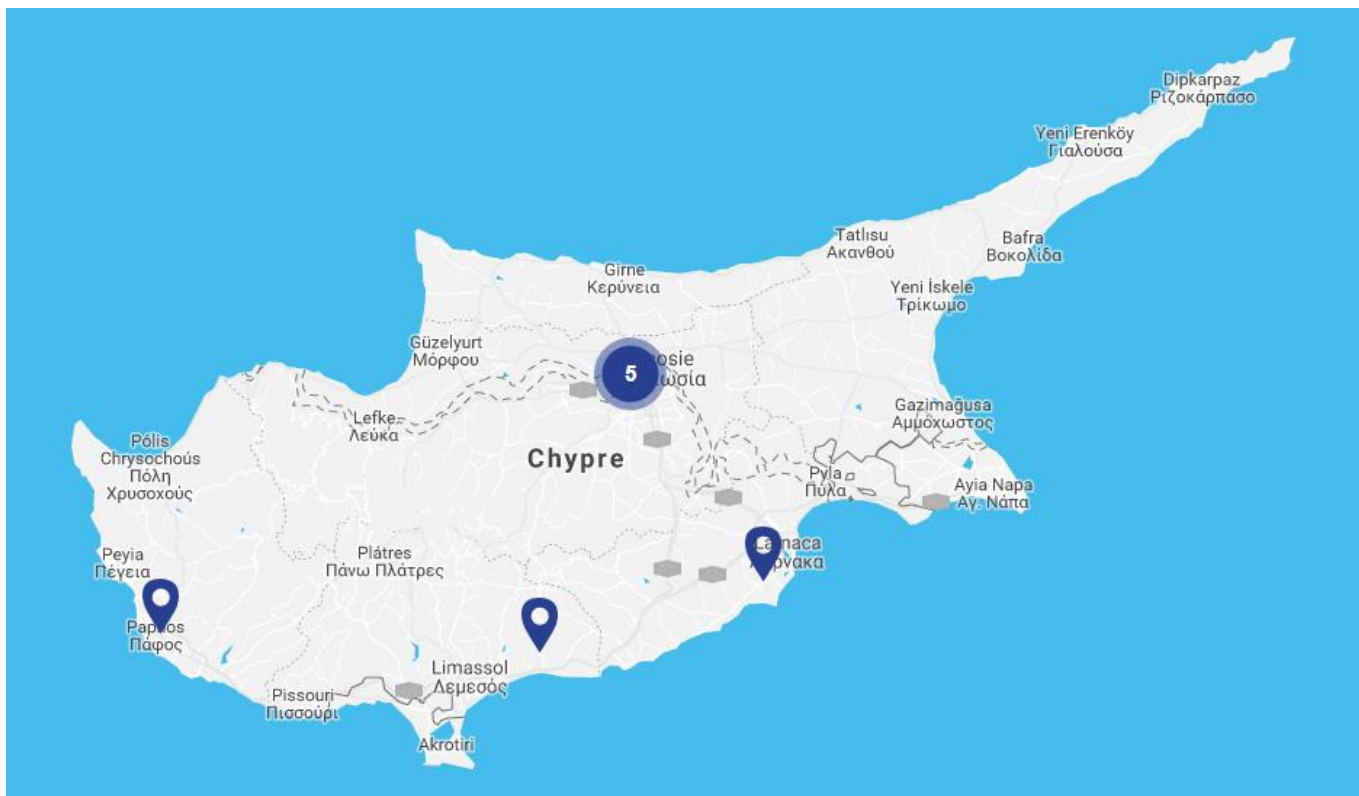 Dipkarpaz
Ριζοκάρπασο
Yeni Erenköy
Γιαλούσα
Tatlısu
Ακανθού
Bafra
Βοκολίδα
Girne
Κερύνεια
Yeni İskele
Τρίκωμο
Güzelyurt
Μόρφου
5
Lefke
Λεύκα
Gazimağusa
Αμμόχωστος
Pólis
Chrysochoús
Πόλη
Χρυσοχούς
Chypre
Pyla
Πύλα
Ayia Napa
Αγ. Νάπα
Peyia
Πέγεια
Plátres
Πάνω Πλάτρες
Πάφος
Limassol
Λεμεσός
Pissouri
Πισσούρι
Akrotiri